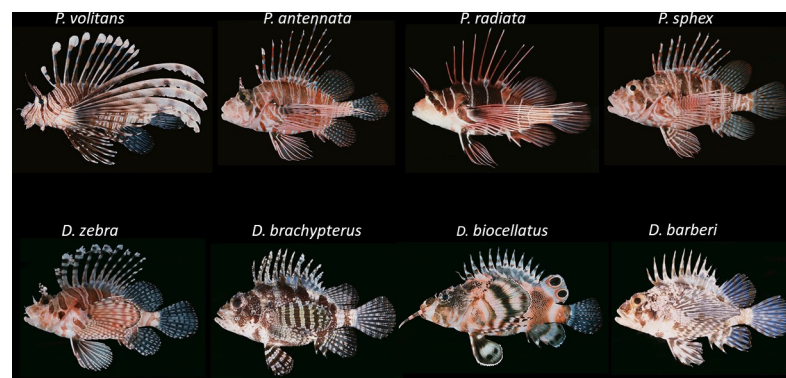 P. volitans
P. antennata
P. radiata
P. sphex
D. zebra
D. brachypterus
D. biocellatus
D. barberi